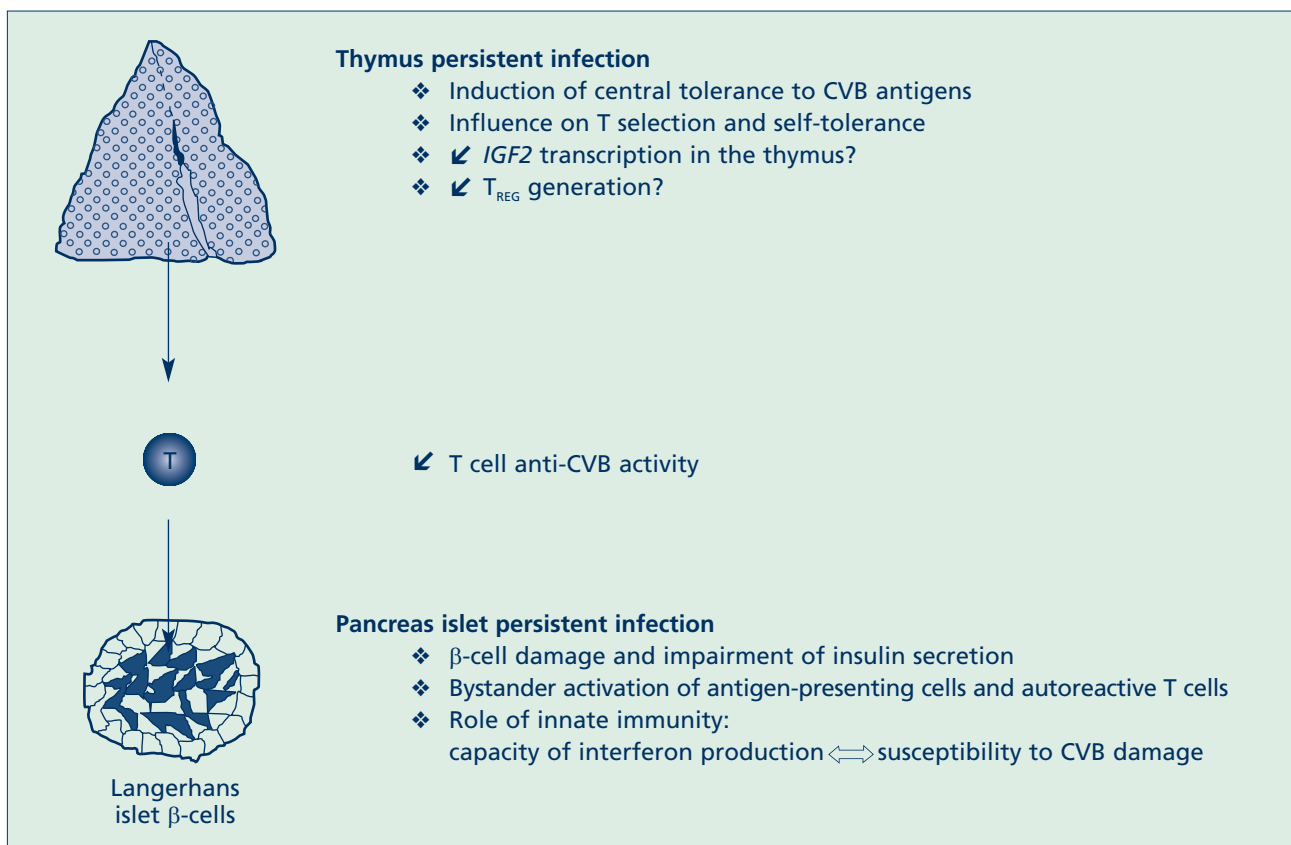 Thymus persistent infection
❖ Induction of central tolerance to CVB antigens
❖ Influence on T selection and self-tolerance
❖ ↙ IGF2 transcription in the thymus?
❖ ↙ TREG generation?
T
↙ T cell anti-CVB activity
Pancreas islet persistent infection
❖ β-cell damage and impairment of insulin secretion
❖ Bystander activation of antigen-presenting cells and autoreactive T cells
❖ Role of innate immunity:
capacity of interferon production ⟺ susceptibility to CVB damage
Langerhans
islet β-cells